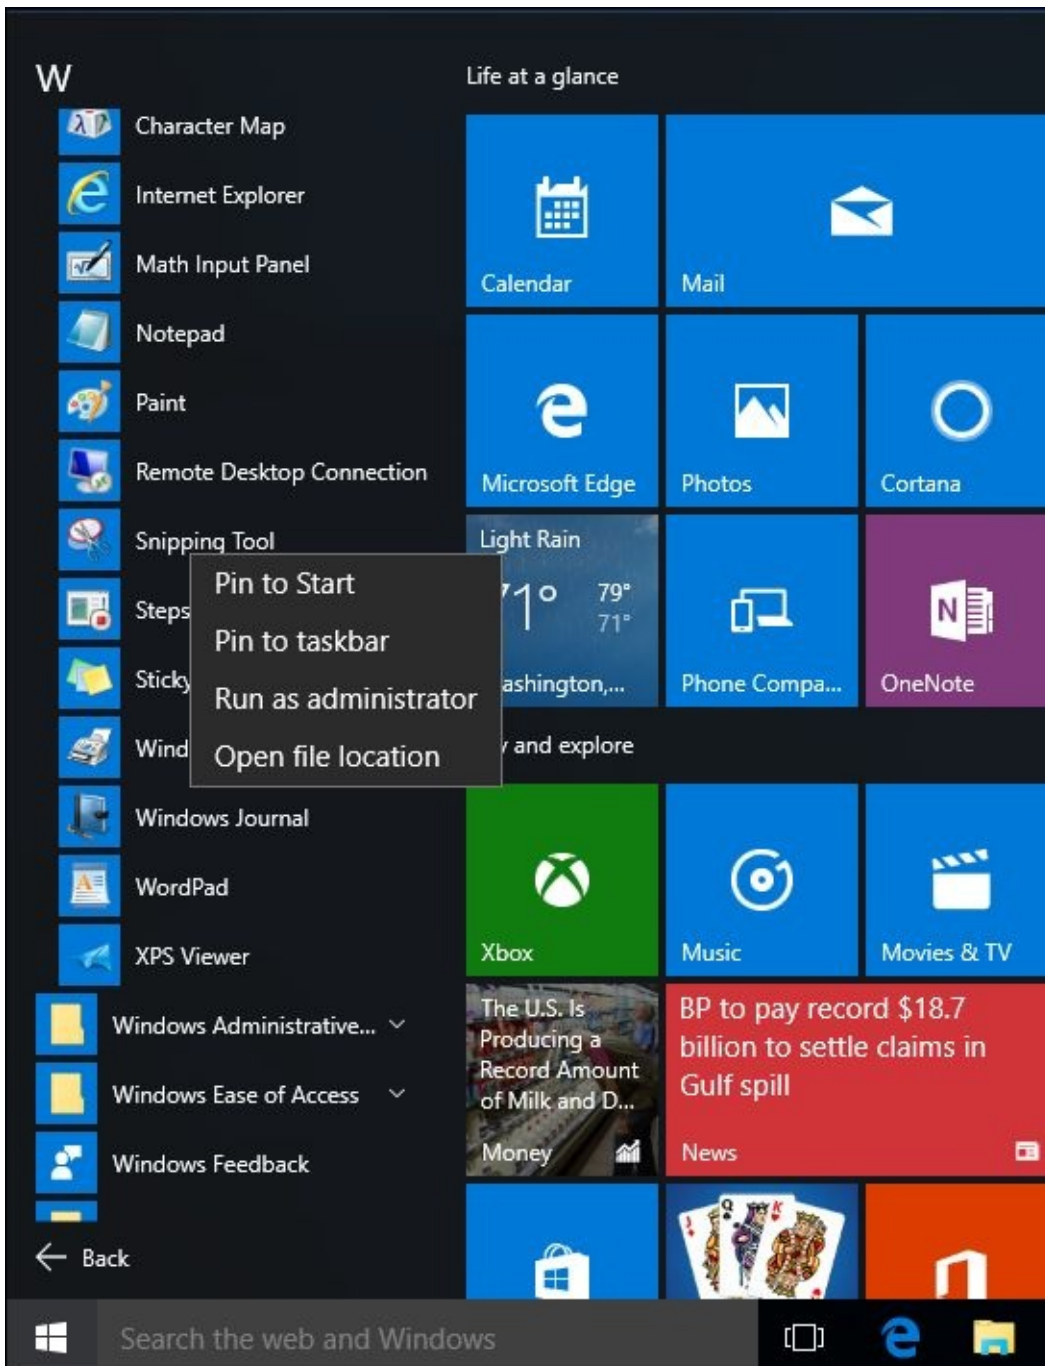 W
Character Map
Internet Explorer
Math Input Panel
Notepad
Paint
Remote Desktop Connection
Snipping Tool
Steps
Sticky
Wind
Pin to Start
Pin to taskbar
Run as administrator
Open file location
Windows Journal
WordPad
XPS Viewer
Windows Administrative...
Windows Ease of Access
Windows Feedback
Back
Life at a glance
Calendar
Mail
Microsoft Edge
Photos
Cortana
Light Rain
71° 79°
71°
ashington,...
Phone Compa...
N
OneNote
and explore
Xbox
Music
Movies & TV
The U.S. Is
Producing a
Record Amount
of Milk and D...
Money
BP to pay record $18.7
billion to settle claims in
Gulf spill
News
J Q K
Search the web and Windows